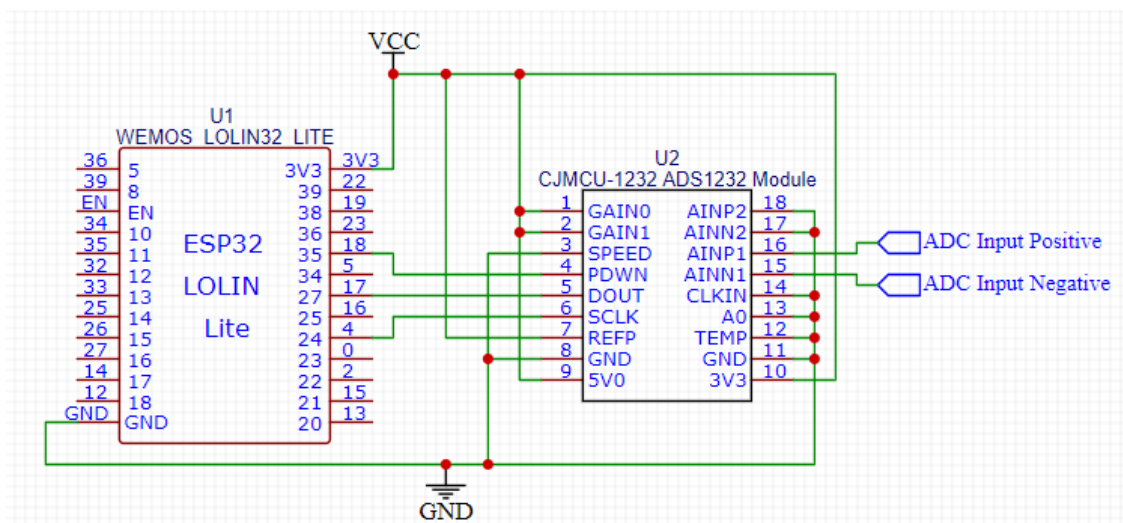 VCC
U1
WEMOS_LOLIN32_LITE
36 5 3V3 3V3
39 8 39 22
EN EN 38 19
34 10 36 23
35 11 35 18
32 12 34 5
33 13 27 17
25 14 25 16
26 15 24 4
27 16 23 0
14 17 22 2
12 18 21 15
GND GND 20 13
ESP32
LOLIN
Lite
U2
CJMCU-1232 ADS1232 Module
1 GAIN0 AINP2 18
2 GAIN1 AINN2 17
3 SPEED AINP1 16
4 PDWN AINN1 15
5 DOUT CLKIN 14
6 SCLK A0 13
7 REFP TEMP 12
8 GND GND 11
9 5V0 3V3 10
ADC Input Positive
ADC Input Negative
GND